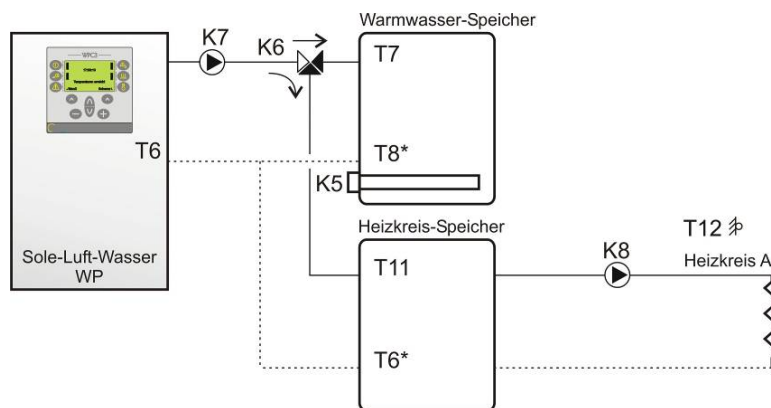 Warmwasser-Speicher
K7
K6
T7
WPC2
T6
T8*
K5
Sole-Luft-Wasser
WP
Heizkreis-Speicher
T12
K8
Heizkreis A
T11
T6*